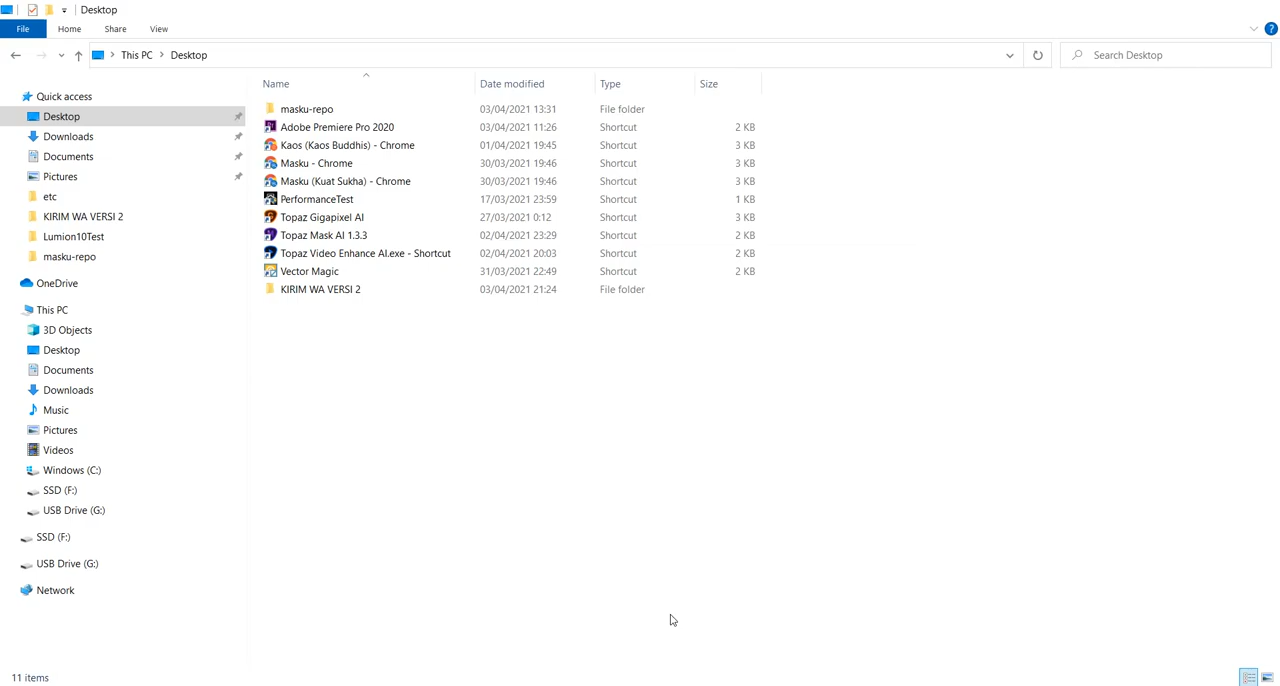 Desktop
File Home Share View
This PC Desktop
Search Desktop
Name Date modified Type Size
Quick access
Desktop
Downloads
Documents
Pictures
etc
KIRIM WA VERSI 2
Lumion10Test
masku-repo
OneDrive
This PC
3D Objects
Desktop
Documents
Downloads
Music
Pictures
Videos
Windows (C:)
SSD (F:)
USB Drive (G:)
SSD (F:)
USB Drive (G:)
Network
masku-repo 03/04/2021 13:31 File folder
Adobe Premiere Pro 2020 03/04/2021 11:26 Shortcut 2 KB
Kaos (Kaos Buddhis) - Chrome 01/04/2021 19:45 Shortcut 3 KB
Masku - Chrome 30/03/2021 19:46 Shortcut 3 KB
Masku (Kuat Sukha) - Chrome 30/03/2021 19:46 Shortcut 3 KB
PerformanceTest 17/03/2021 23:59 Shortcut 1 KB
Topaz Gigapixel AI 27/03/2021 0:12 Shortcut 3 KB
Topaz Mask AI 1.3.3 02/04/2021 23:29 Shortcut 2 KB
Topaz Video Enhance AI.exe - Shortcut 02/04/2021 20:03 Shortcut 2 KB
Vector Magic 31/03/2021 22:49 Shortcut 2 KB
KIRIM WA VERSI 2 03/04/2021 21:24 File folder
11 items